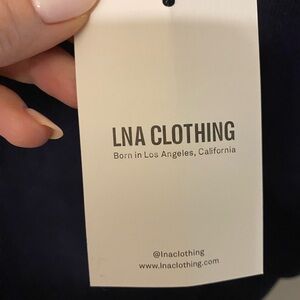 LNA CLOTHING
Born in Los Angeles, California
@lnaclothing
www.lnaclothing.com